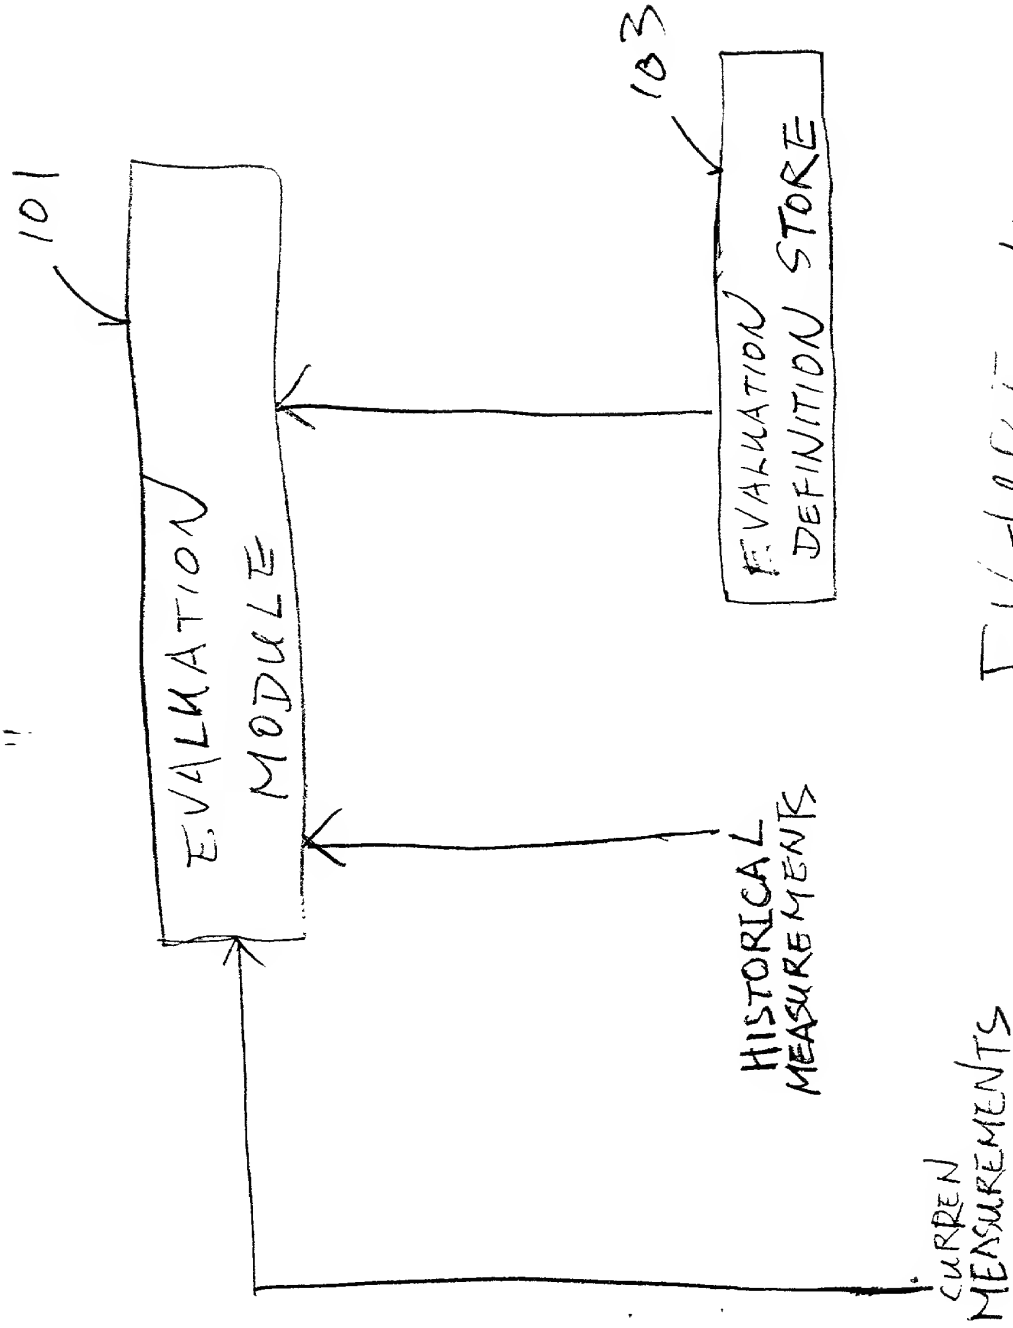 101
EVALUATION
MODULE
103
EVALUATION
DEFINITION STORE
HISTORICAL
MEASUREMENTS
CURREN
MEASUREMENTS